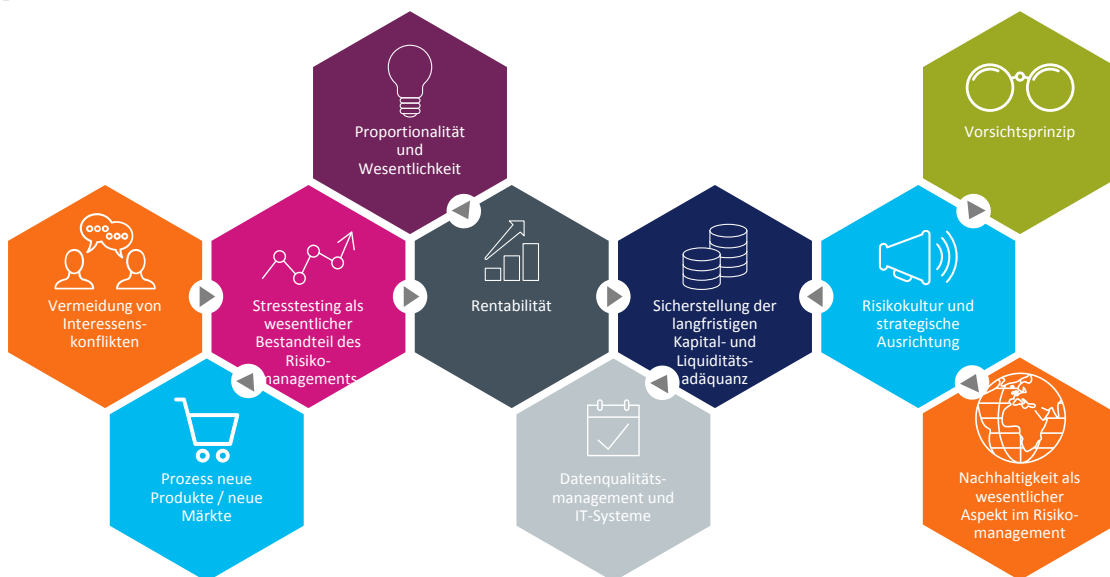 Proportionalität
und
Wesentlichkeit
Vorsichtsprinzip
Vermeidung von
Interessens-
konflikten
Stresstesting als
wesentlicher
Bestandteil des
Risiko-
managements
Rentabilität
Sicherstellung der
langfristigen
Kapital- und
Liquiditäts-
adäquanz
Risikokultur und
strategische
Ausrichtung
Prozess neue
Produkte / neue
Märkte
Datenqualitäts-
management und
IT-Systeme
Nachhaltigkeit als
wesentlicher
Aspekt im Risiko-
management